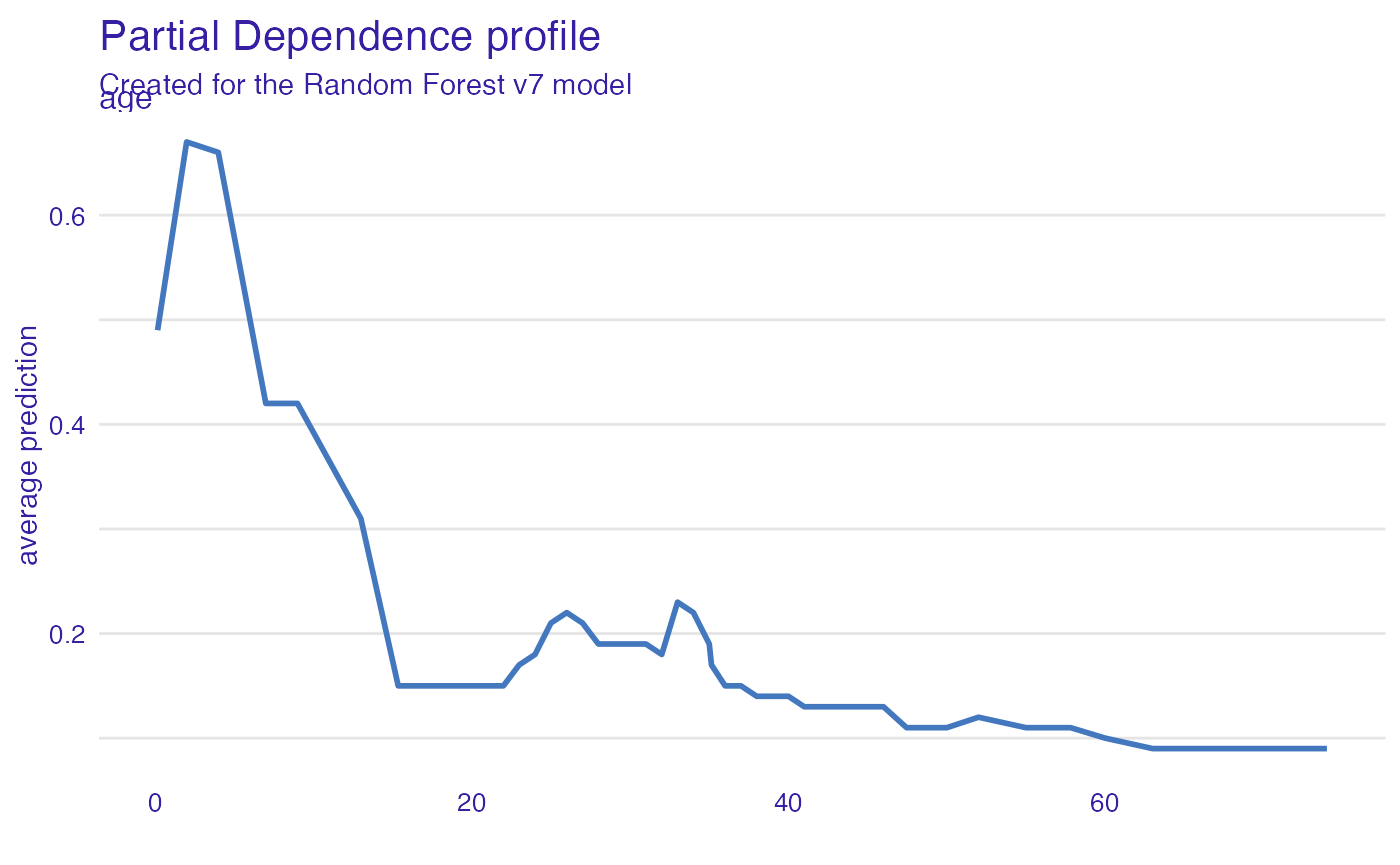 Partial Dependence profile
Created for the Random Forest v7 model
age
0.6
0.4
0.2
average prediction
0 20 40 60